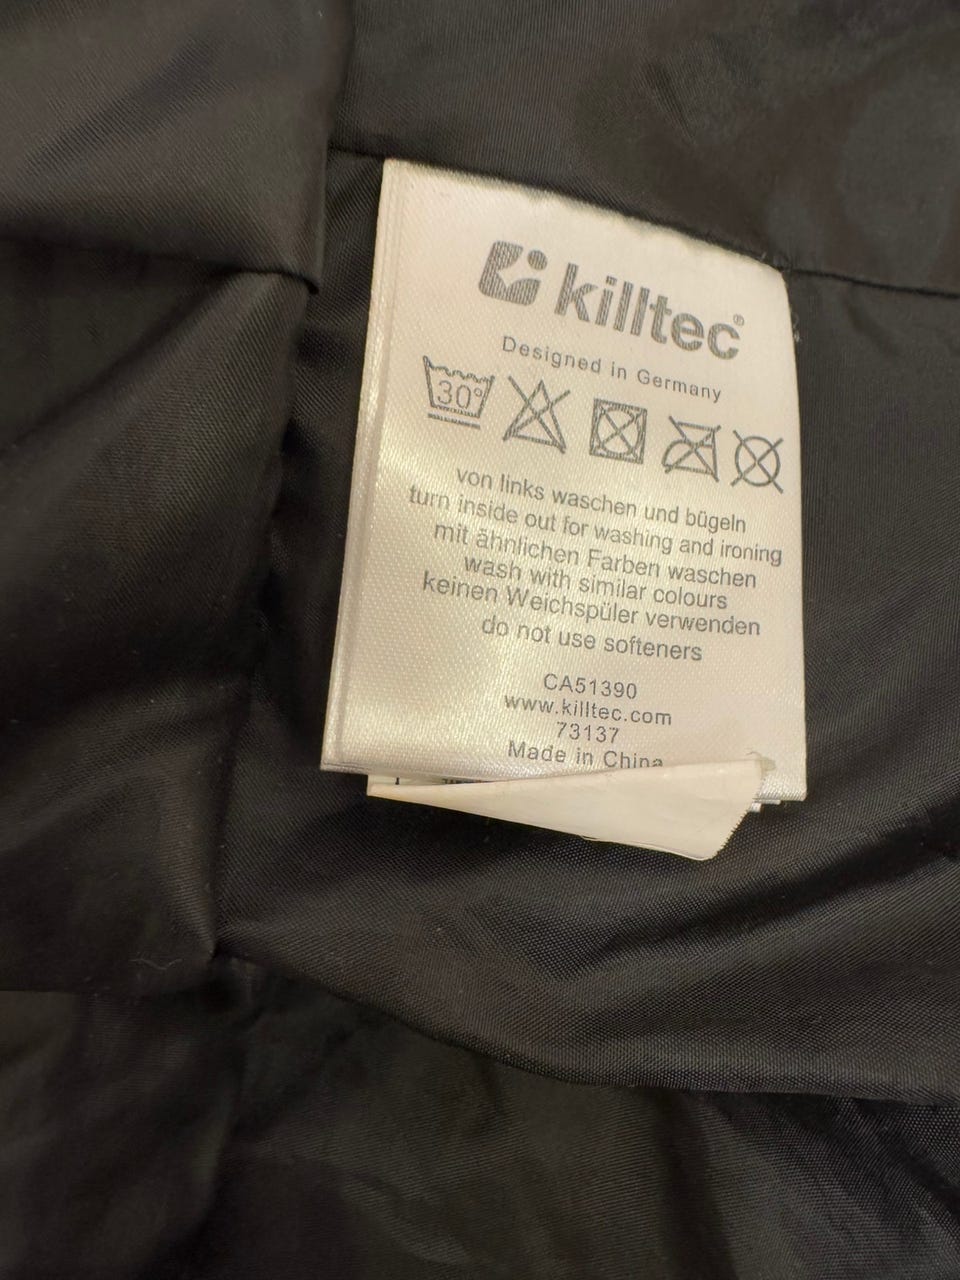 killtec®
Designed in Germany
30°
von links waschen und bügeln
turn inside out for washing and ironing
mit ähnlichen Farben waschen
wash with similar colours
keinen Weichspüler verwenden
do not use softeners
CA51390
www.killtec.com
73137
Made in China